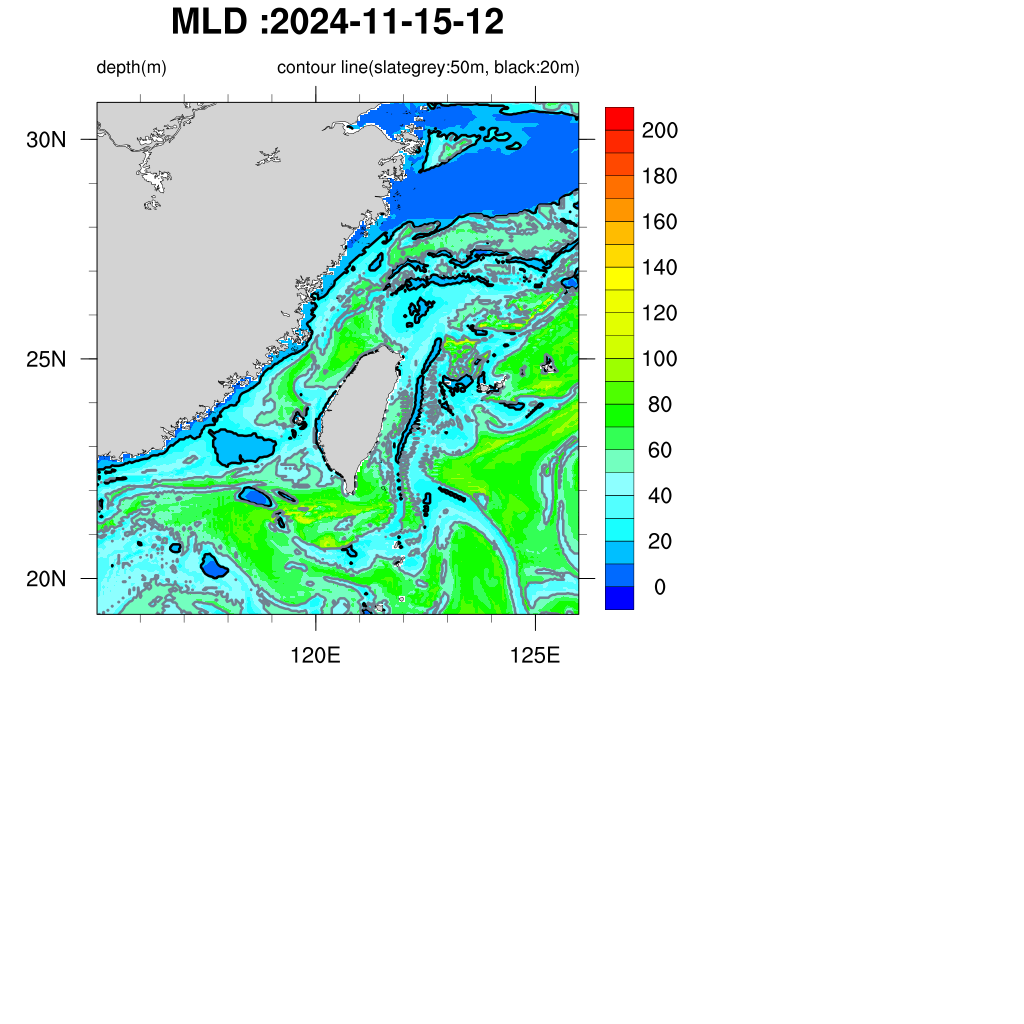 MLD :2024-11-15-12
depth(m)
contour line(slategrey:50m, black:20m)
30N
25N
20N
120E
125E
200
180
160
140
120
100
80
60
40
20
0